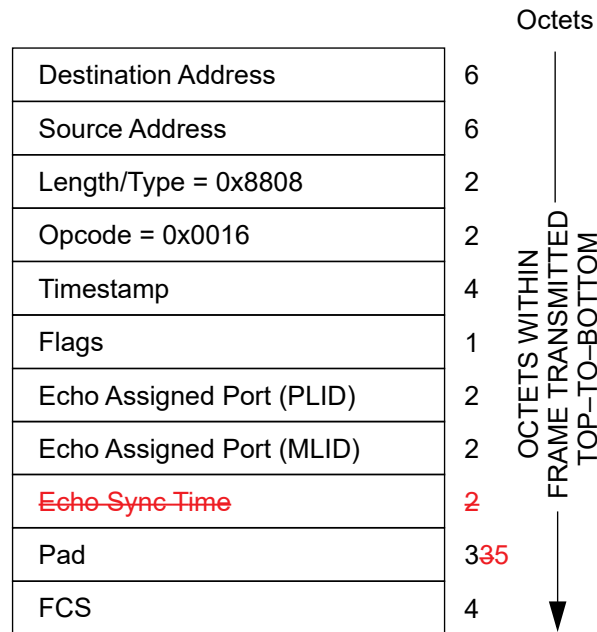 Octets
Destination Address 6
Source Address 6
Length/Type = 0x8808 2
Opcode = 0x0016 2
Timestamp 4
Flags 1
Echo Assigned Port (PLID) 2
Echo Assigned Port (MLID) 2
Echo Sync Time 2
Pad 335
FCS 4
OCTETS WITHIN
FRAME TRANSMITTED
TOP–TO–BOTTOM